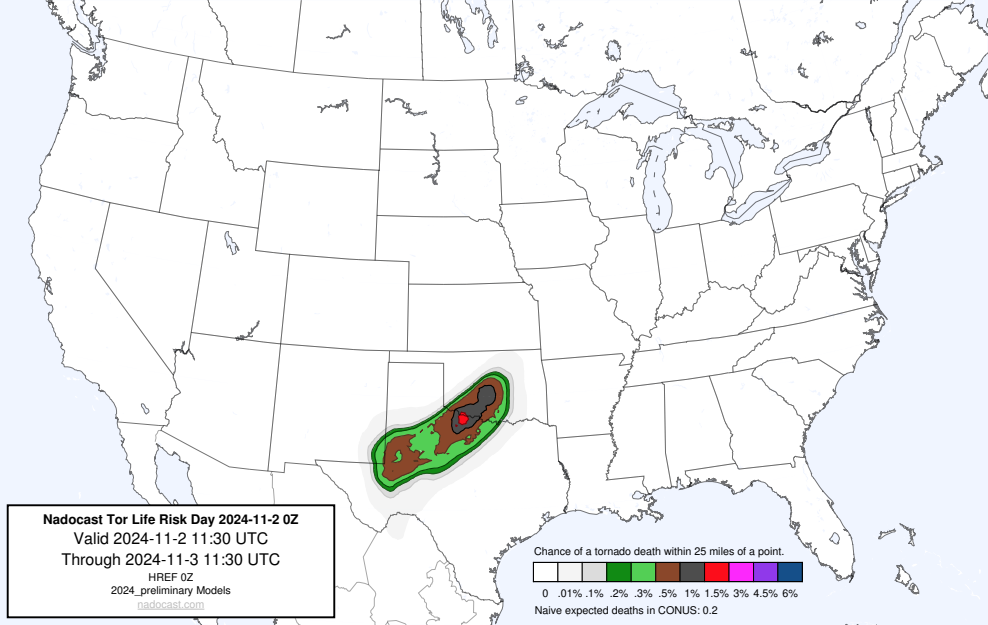 Nadocast Tor Life Risk Day 2024-11-2 0Z
Valid 2024-11-2 11:30 UTC
Through 2024-11-3 11:30 UTC
HREF 0Z
2024_preliminary Models
nadocast.com
Chance of a tornado death within 25 miles of a point.
0 .01% .1% .2% .3% .5% 1% 1.5% 3% 4.5% 6%
Naive expected deaths in CONUS: 0.2